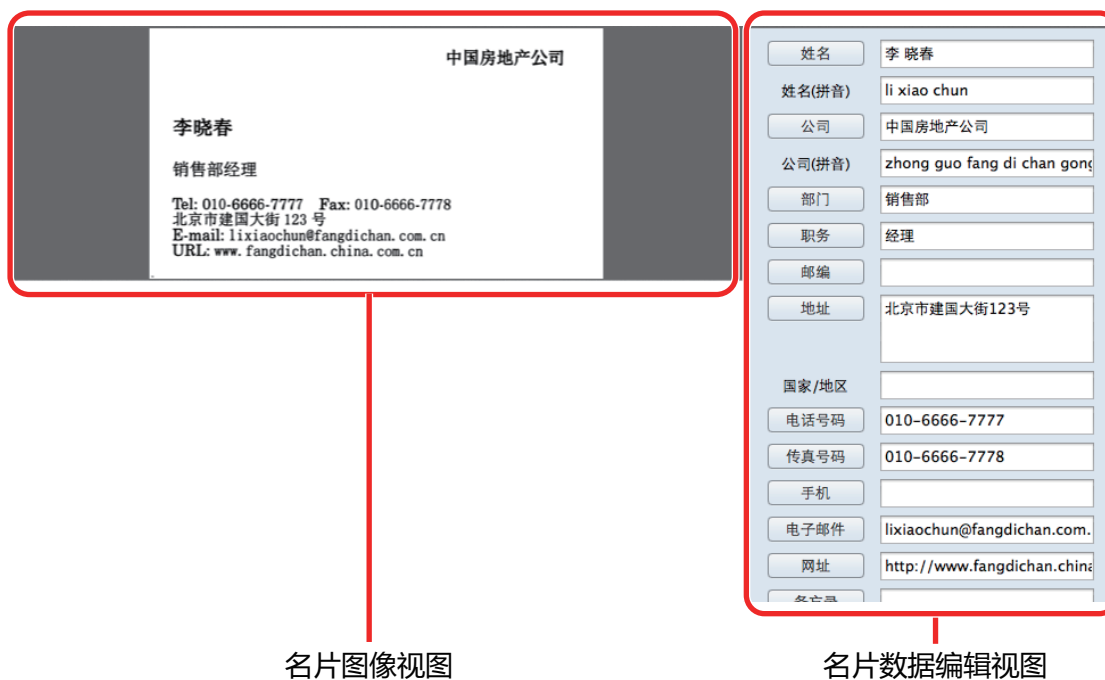 中国房地产公司
李晓春
销售部经理
Tel: 010-6666-7777 Fax: 010-6666-7778
北京市建国大街 123 号
E-mail: lixiaochun@fangdichan. com. cn
URL: www. fangdichan. china. com. cn
姓名 李 晓春
姓名(拼音) li xiao chun
公司 中国房地产公司
公司(拼音) zhong guo fang di chan gong
部门 销售部
职务 经理
邮编
地址 北京市建国大街123号
国家/地区
电话号码 010-6666-7777
传真号码 010-6666-7778
手机
电子邮件 lixiaochun@fangdichan.com.
网址 http://www.fangdichan.china
备忘录
名片图像视图
名片数据编辑视图